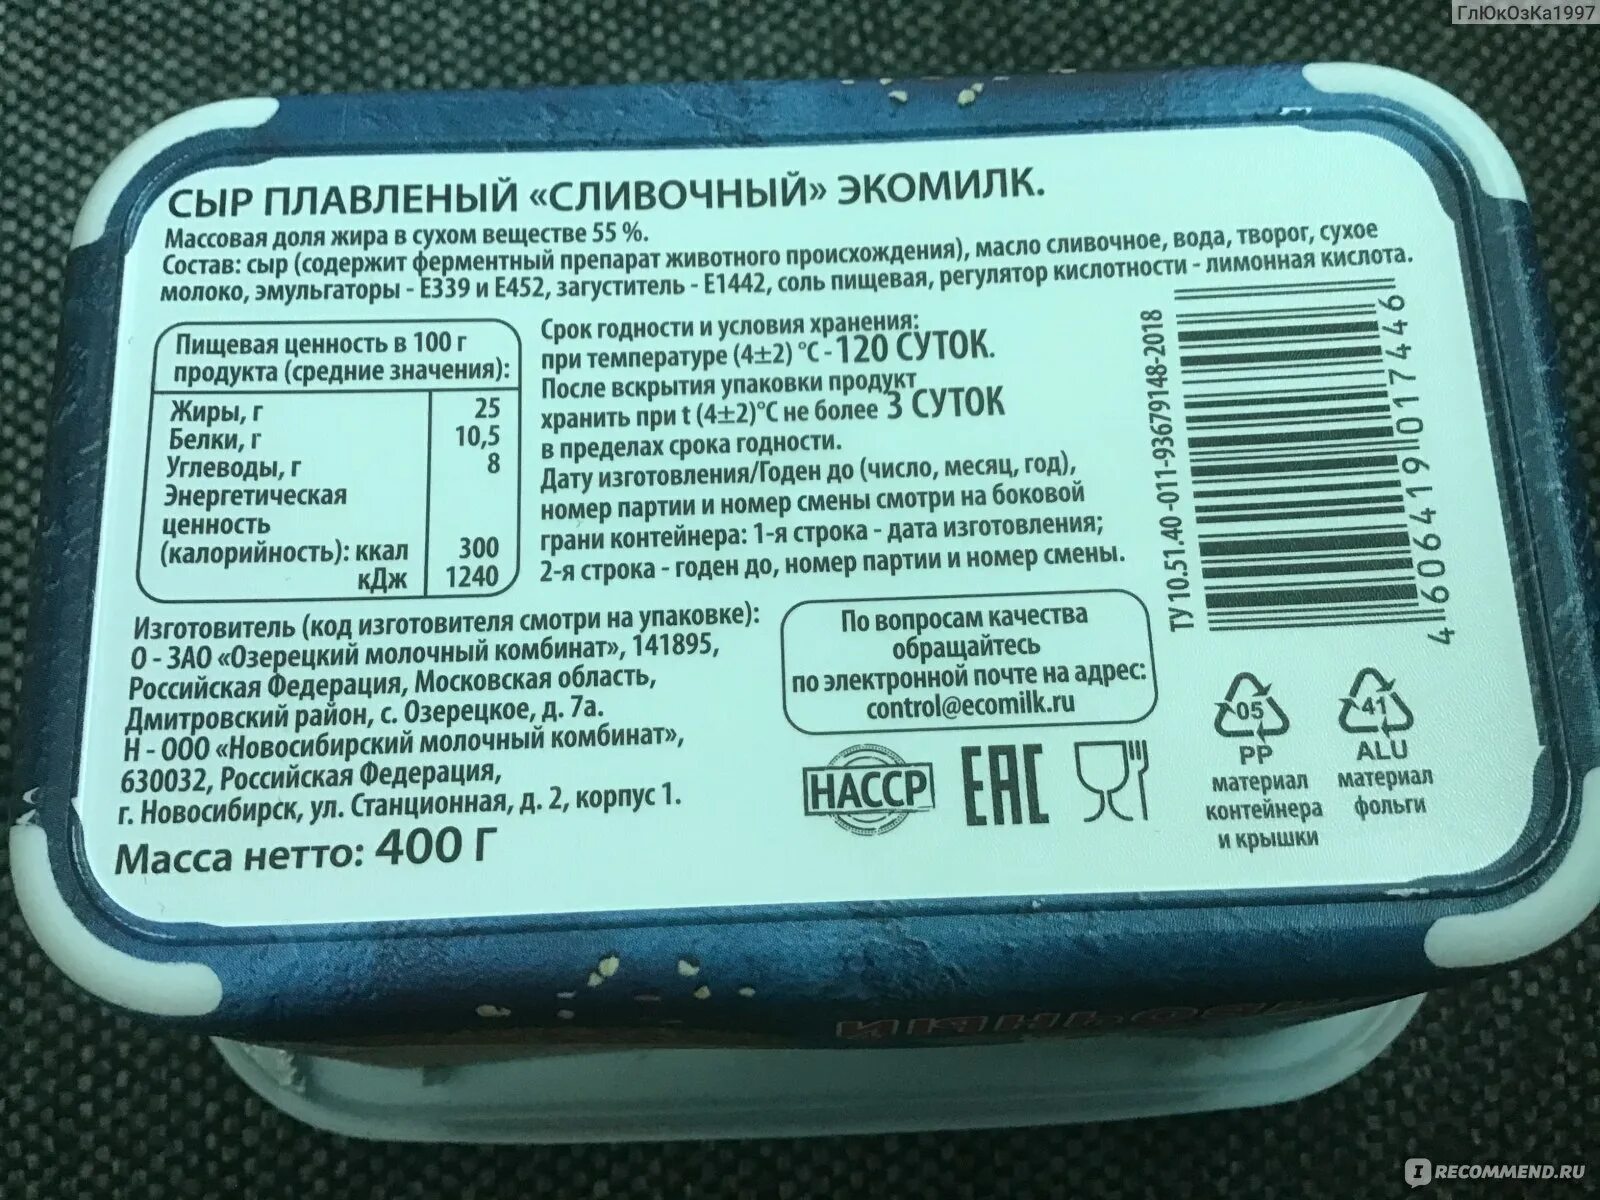 ГлЮкОзКа1997
СЫР ПЛАВЛЕНЫЙ «СЛИВОЧНЫЙ» ЭКОМИЛК.
Массовая доля жира в сухом веществе 55 %.
Состав: сыр (содержит ферментный препарат животного происхождения), масло сливочное, вода, творог, сухое
молоко, эмульгаторы - Е339 и Е452, загуститель - Е1442, соль пищевая, регулятор кислотности - лимонная кислота.
Пищевая ценность в 100 г
продукта (средние значения):
Жиры, г 25
Белки, г 10,5
Углеводы, г 8
Энергетическая
ценность
(калорийность): ккал 300
кДж 1240
Срок годности и условия хранения:
при температуре (4±2) °С - 120 СУТОК.
После вскрытия упаковки продукт
хранить при t (4±2)°С не более 3 СУТОК
в пределах срока годности.
Дату изготовления/Годен до (число, месяц, год),
номер партии и номер смены смотри на боковой
грани контейнера: 1-я строка - дата изготовления;
2-я строка - годен до, номер партии и номер смены.
ТУ 10.51.40-011-93679148-2018
4 606419 017446
Изготовитель (код изготовителя смотри на упаковке):
О - ЗАО «Озерецкий молочный комбинат», 141895,
Российская Федерация, Московская область,
Дмитровский район, с. Озерецкое, д. 7а.
Н - ООО «Новосибирский молочный комбинат»,
630032, Российская Федерация,
г. Новосибирск, ул. Станционная, д. 2, корпус 1.
Масса нетто: 400 Г
По вопросам качества
обращайтесь
по электронной почте на адрес:
control@ecomilk.ru
HACCP
EAC
05
PP
материал
контейнера
и крышки
41
ALU
материал
фольги
IRECOMMEND.RU